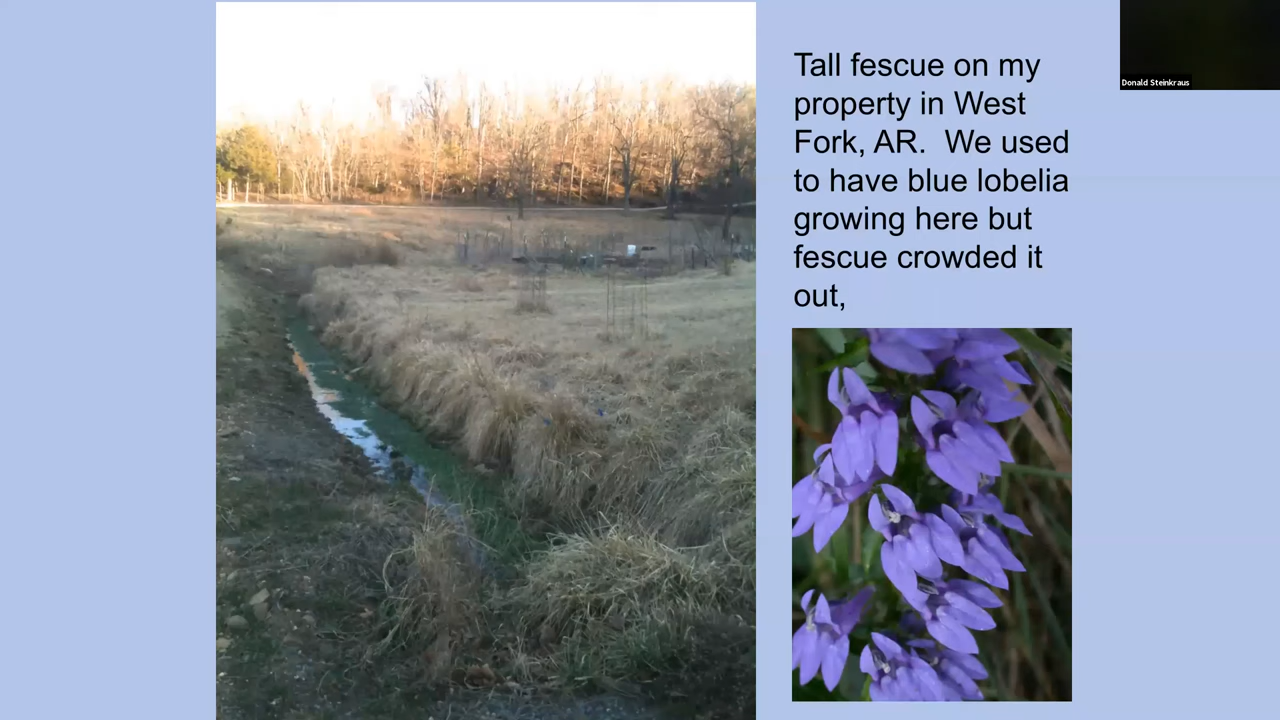 Tall fescue on my
property in West
Fork, AR.  We used
to have blue lobelia
growing here but
fescue crowded it
out,
Donald Steinkraus